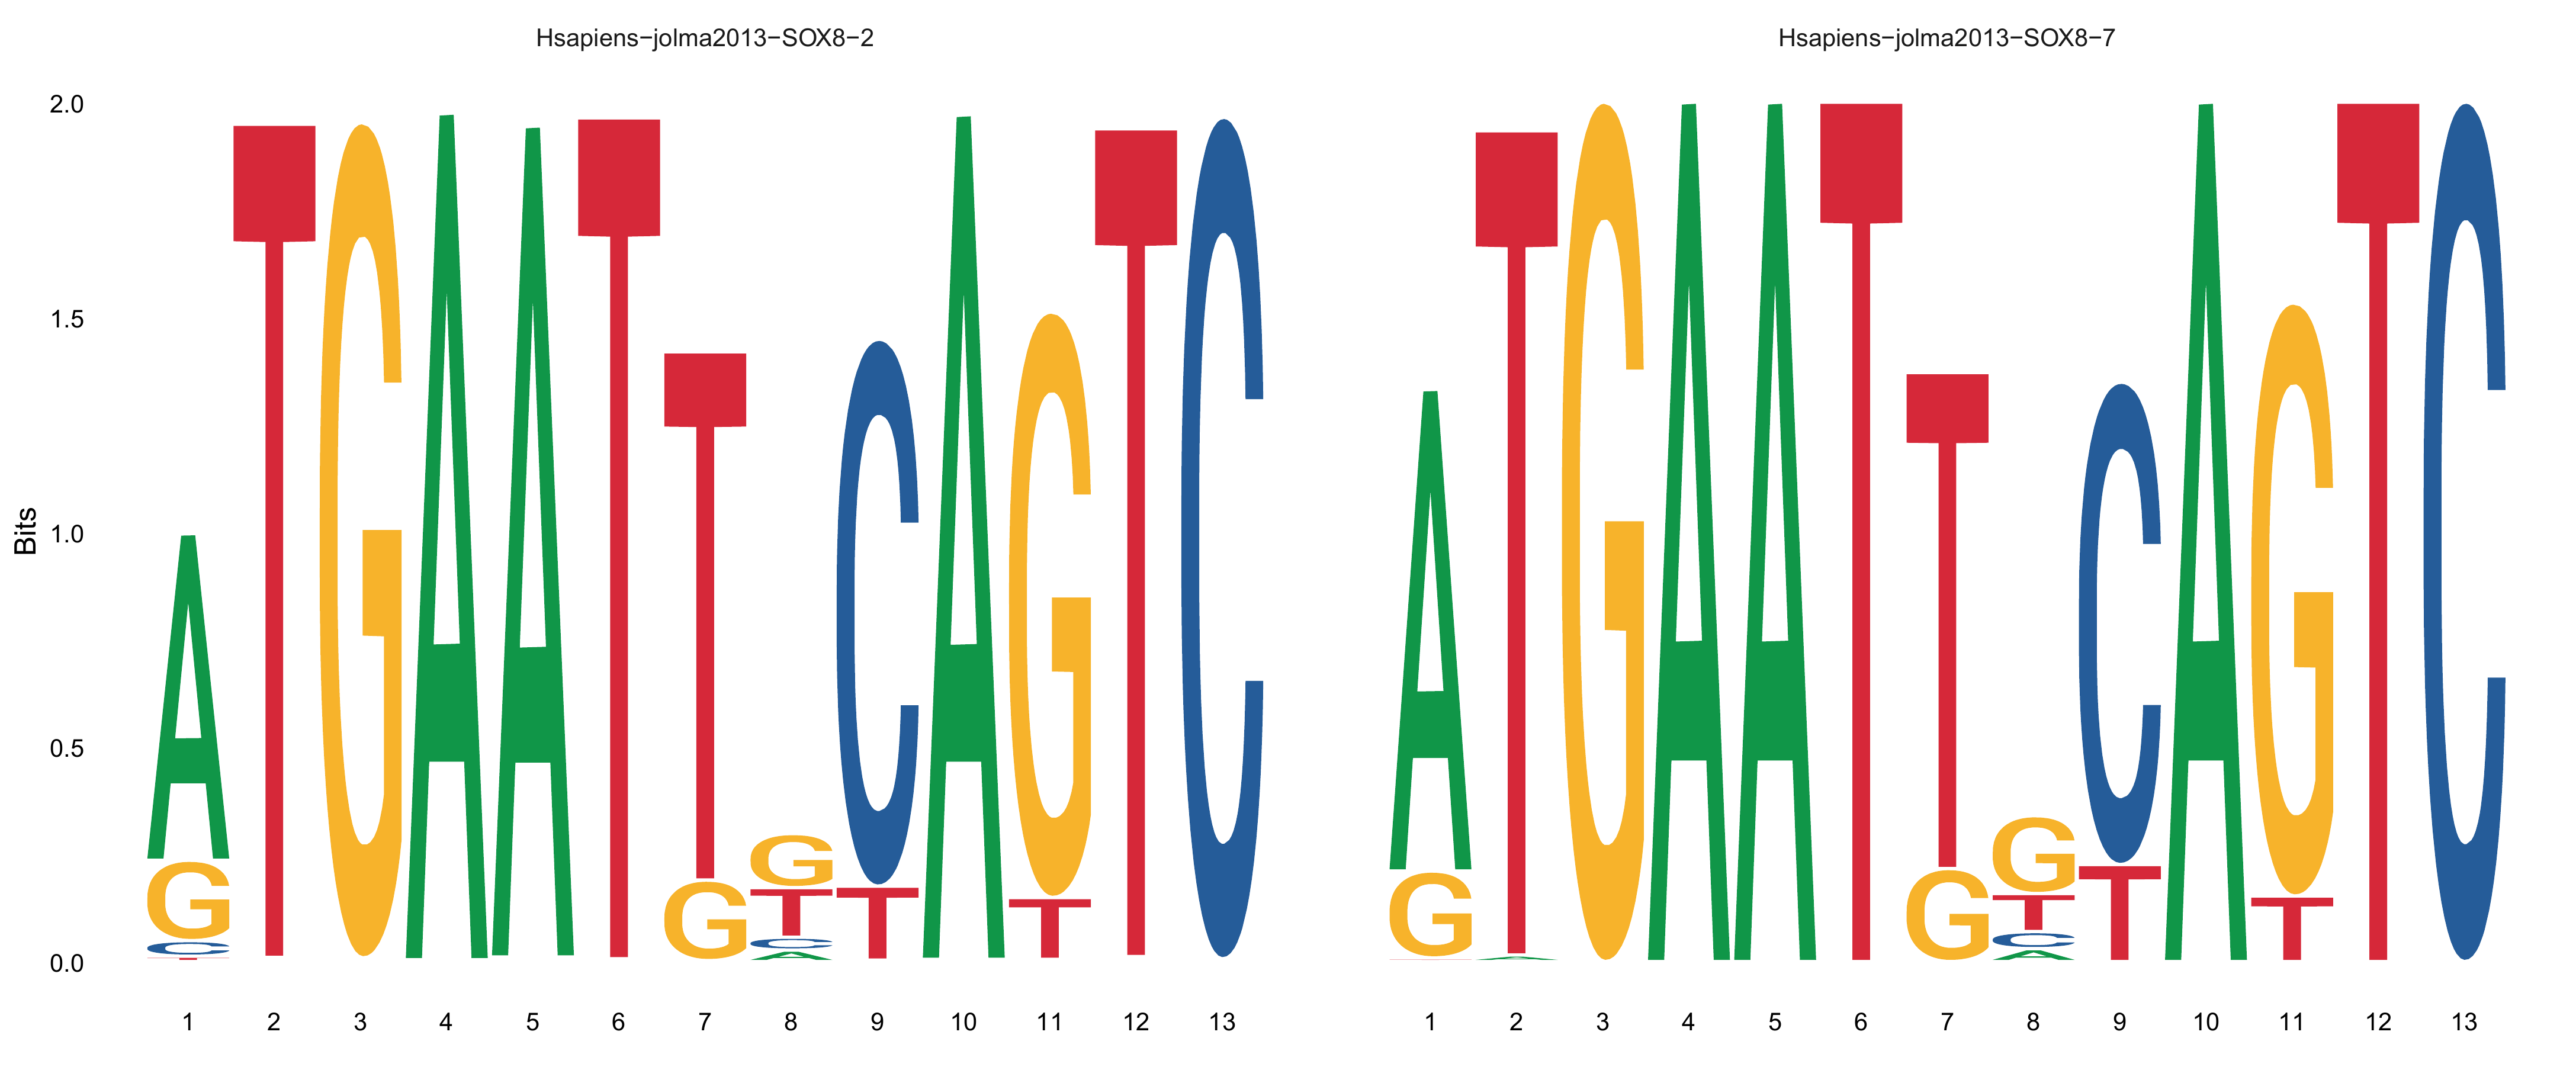 Hsapiens−jolma2013−SOX8−2
Hsapiens−jolma2013−SOX8−7
Bits
2.0
1.5
1.0
0.5
0.0
A T G A A T T G C A G T C
G G T T T
C C
T A
A T G A A T T G C A G T C
G A G T T T
C
A
1 2 3 4 5 6 7 8 9 10 11 12 13
1 2 3 4 5 6 7 8 9 10 11 12 13